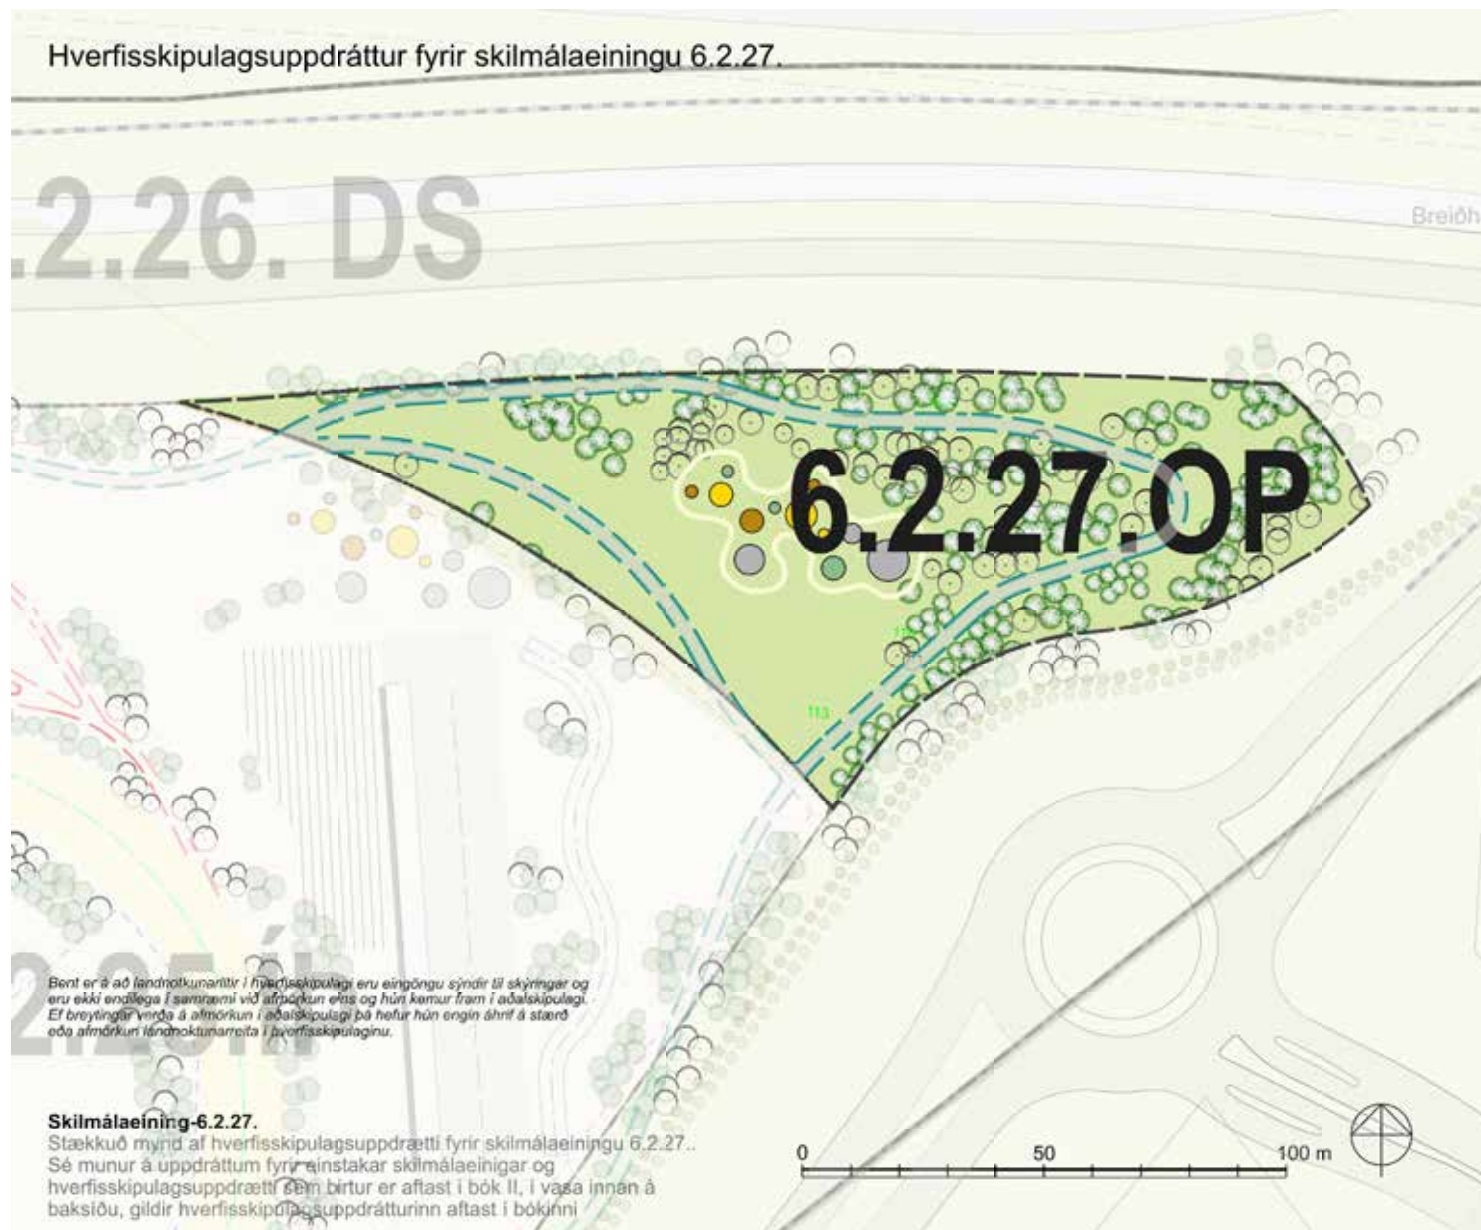 Hverfisskipulagsuppdráttur fyrir skilmálaeiningu 6.2.27.
.2.26. DS
Breiðh
6.2.27.OP
113
2.25.Í
Bent er á að landnotkunarlitir í hverfisskipulagi eru eingöngu sýndir til skýringar og
eru ekki endilega í samræmi við afmörkun eins og hún kemur fram í aðalskipulagi.
Ef breytingar verða á afmörkun í aðalskipulagi þá hefur hún engin áhrif á stærð
eða afmörkun landnoktunarreita í hverfisskipulaginu.
Skilmálaeining-6.2.27.
Stækkuð mynd af hverfisskipulagsuppdrætti fyrir skilmálaeiningu 6.2.27..
Sé munur á uppdráttum fyrir einstakar skilmálaeinigar og
hverfisskipulagsuppdrætti sem birtur er aftast í bók II, í vasa innan á
baksíðu, gildir hverfisskipulagsuppdrátturinn aftast í bókinni
0 50 100 m